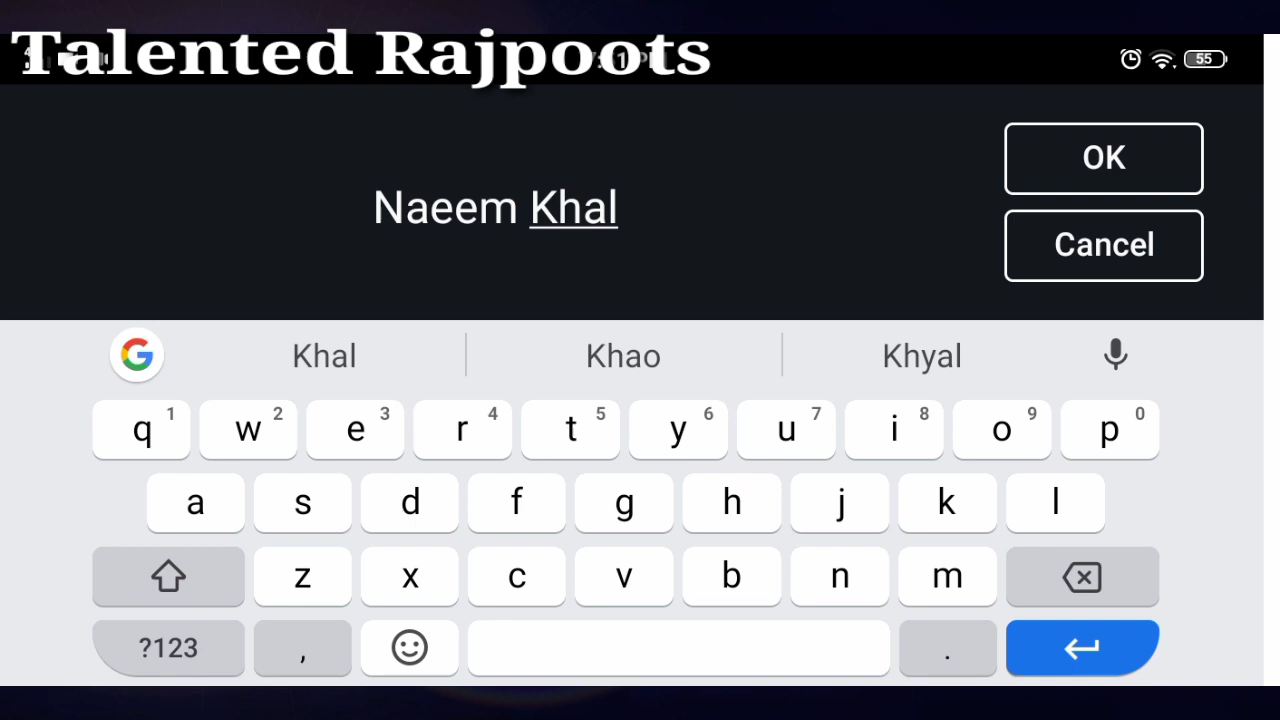 Talented Rajpoots
55
OK
Naeem Khal
Cancel
Khal Khao Khyal
q 1 w 2 e 3 r 4 t 5 y 6 u 7 i 8 o 9 p 0
a s d f g h j k l
z x c v b n m
?123 , .